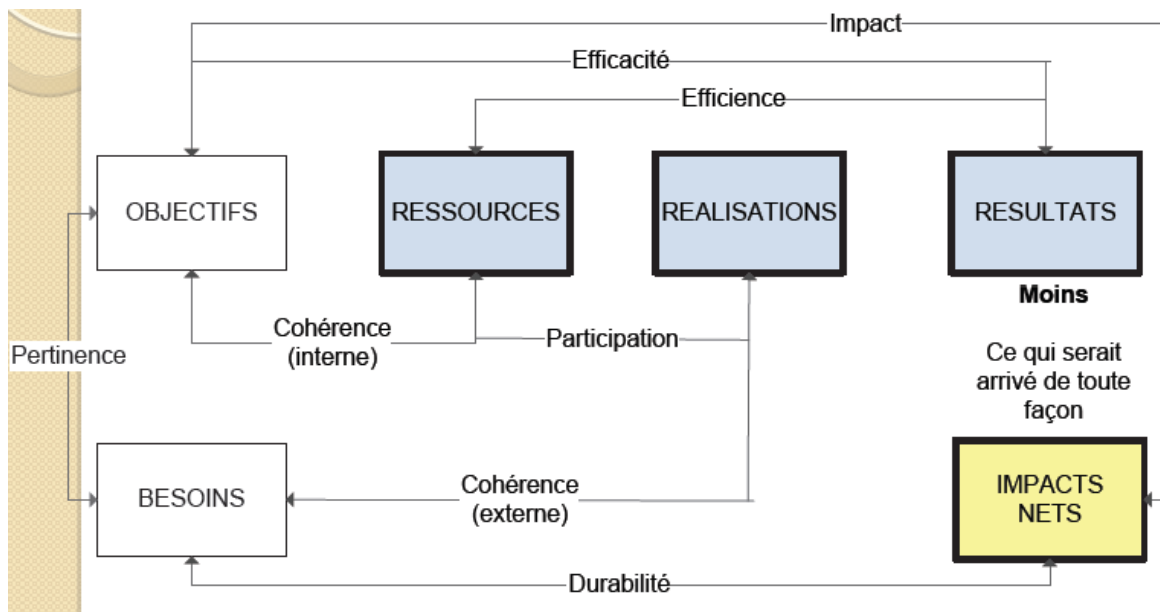 Impact
Efficacité
Efficience
OBJECTIFS
RESSOURCES
REALISATIONS
RESULTATS
Moins
Cohérence
(interne)
Participation
Pertinence
Ce qui serait
arrivé de toute
façon
BESOINS
Cohérence
(externe)
IMPACTS
NETS
Durabilité